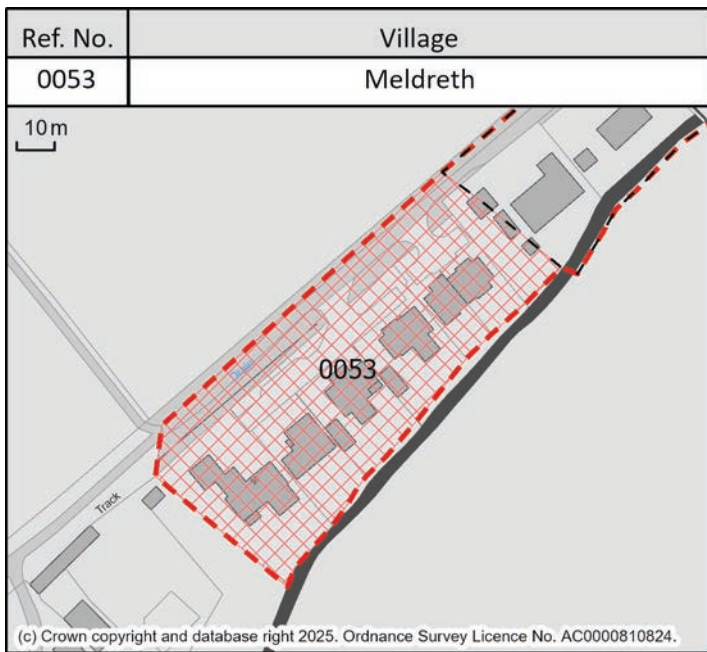 Ref. No. Village
0053 Meldreth
10 m
Drain
0053
Track
(c) Crown copyright and database right 2025. Ordnance Survey Licence No. AC0000810824.